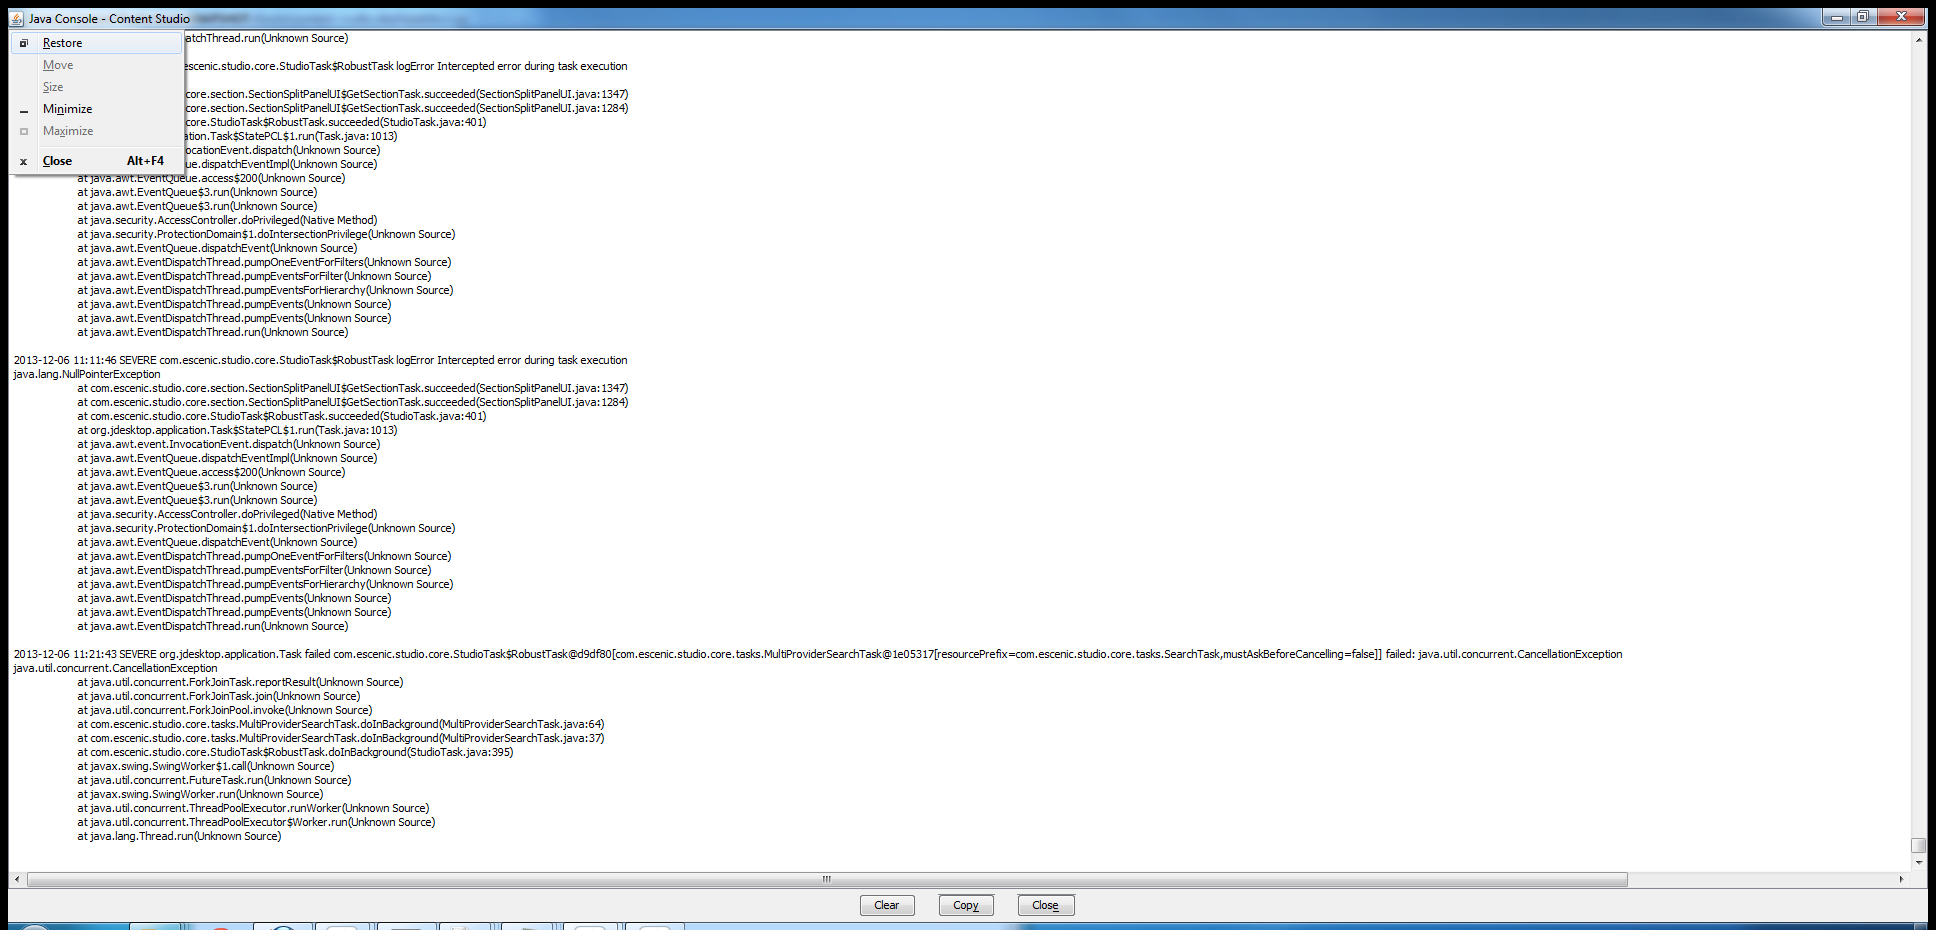 Java Console - Content Studio
Restore
Move
Size
Minimize
Maximize
Close Alt+F4
atchThread.run(Unknown Source)
escenic.studio.core.StudioTask$RobustTask logError Intercepted error during task execution
core.section.SectionSplitPanelUI$GetSectionTask.succeeded(SectionSplitPanelUI.java:1347)
core.section.SectionSplitPanelUI$GetSectionTask.succeeded(SectionSplitPanelUI.java:1284)
core.StudioTask$RobustTask.succeeded(StudioTask.java:401)
ation.Task$StatePCL$1.run(Task.java:1013)
ocationEvent.dispatch(Unknown Source)
ue.dispatchEventImpl(Unknown Source)
at java.awt.EventQueue.access$200(Unknown Source)
at java.awt.EventQueue$3.run(Unknown Source)
at java.awt.EventQueue$3.run(Unknown Source)
at java.security.AccessController.doPrivileged(Native Method)
at java.security.ProtectionDomain$1.doIntersectionPrivilege(Unknown Source)
at java.awt.EventQueue.dispatchEvent(Unknown Source)
at java.awt.EventDispatchThread.pumpOneEventForFilters(Unknown Source)
at java.awt.EventDispatchThread.pumpEventsForFilter(Unknown Source)
at java.awt.EventDispatchThread.pumpEventsForHierarchy(Unknown Source)
at java.awt.EventDispatchThread.pumpEvents(Unknown Source)
at java.awt.EventDispatchThread.pumpEvents(Unknown Source)
at java.awt.EventDispatchThread.run(Unknown Source)
2013-12-06 11:11:46 SEVERE com.escenic.studio.core.StudioTask$RobustTask logError Intercepted error during task execution
java.lang.NullPointerException
at com.escenic.studio.core.section.SectionSplitPanelUI$GetSectionTask.succeeded(SectionSplitPanelUI.java:1347)
at com.escenic.studio.core.section.SectionSplitPanelUI$GetSectionTask.succeeded(SectionSplitPanelUI.java:1284)
at com.escenic.studio.core.StudioTask$RobustTask.succeeded(StudioTask.java:401)
at org.jdesktop.application.Task$StatePCL$1.run(Task.java:1013)
at java.awt.event.InvocationEvent.dispatch(Unknown Source)
at java.awt.EventQueue.dispatchEventImpl(Unknown Source)
at java.awt.EventQueue.access$200(Unknown Source)
at java.awt.EventQueue$3.run(Unknown Source)
at java.awt.EventQueue$3.run(Unknown Source)
at java.security.AccessController.doPrivileged(Native Method)
at java.security.ProtectionDomain$1.doIntersectionPrivilege(Unknown Source)
at java.awt.EventQueue.dispatchEvent(Unknown Source)
at java.awt.EventDispatchThread.pumpOneEventForFilters(Unknown Source)
at java.awt.EventDispatchThread.pumpEventsForFilter(Unknown Source)
at java.awt.EventDispatchThread.pumpEventsForHierarchy(Unknown Source)
at java.awt.EventDispatchThread.pumpEvents(Unknown Source)
at java.awt.EventDispatchThread.pumpEvents(Unknown Source)
at java.awt.EventDispatchThread.run(Unknown Source)
2013-12-06 11:21:43 SEVERE org.jdesktop.application.Task failed com.escenic.studio.core.StudioTask$RobustTask@d9df80[com.escenic.studio.core.tasks.MultiProviderSearchTask@1e05317[resourcePrefix=com.escenic.studio.core.tasks.SearchTask,mustAskBeforeCancelling=false]] failed: java.util.concurrent.CancellationException
java.util.concurrent.CancellationException
at java.util.concurrent.ForkJoinTask.reportResult(Unknown Source)
at java.util.concurrent.ForkJoinTask.join(Unknown Source)
at java.util.concurrent.ForkJoinPool.invoke(Unknown Source)
at com.escenic.studio.core.tasks.MultiProviderSearchTask.doInBackground(MultiProviderSearchTask.java:64)
at com.escenic.studio.core.tasks.MultiProviderSearchTask.doInBackground(MultiProviderSearchTask.java:37)
at com.escenic.studio.core.StudioTask$RobustTask.doInBackground(StudioTask.java:395)
at javax.swing.SwingWorker$1.call(Unknown Source)
at java.util.concurrent.FutureTask.run(Unknown Source)
at javax.swing.SwingWorker.run(Unknown Source)
at java.util.concurrent.ThreadPoolExecutor.runWorker(Unknown Source)
at java.util.concurrent.ThreadPoolExecutor$Worker.run(Unknown Source)
at java.lang.Thread.run(Unknown Source)
Clear Copy Close